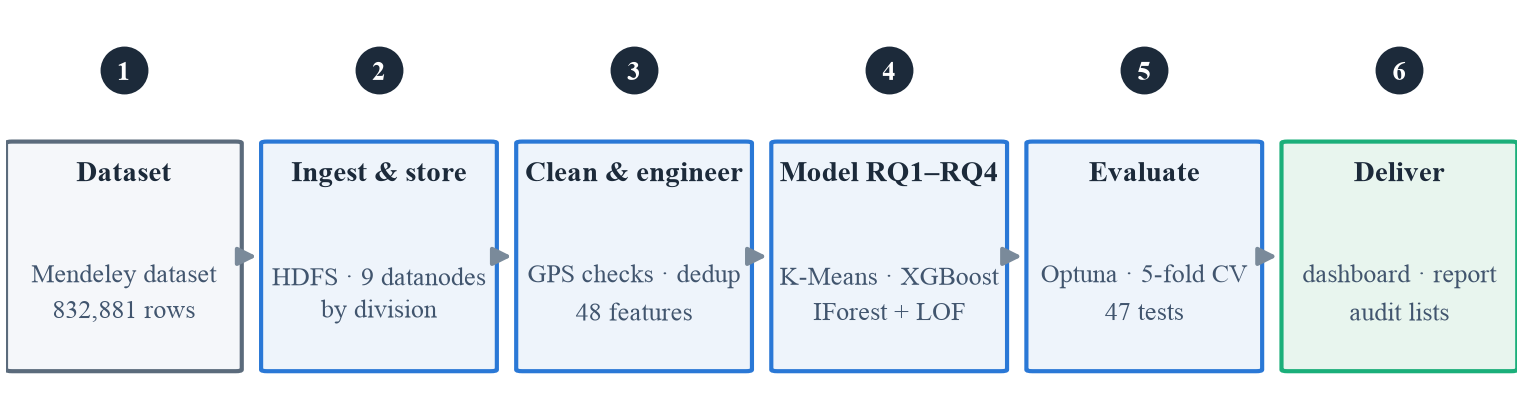 1
Dataset
Mendeley dataset
832,881 rows
2
Ingest & store
HDFS · 9 datanodes
by division
3
Clean & engineer
GPS checks · dedup
48 features
4
Model RQ1–RQ4
K-Means · XGBoost
IForest + LOF
5
Evaluate
Optuna · 5-fold CV
47 tests
6
Deliver
dashboard · report
audit lists